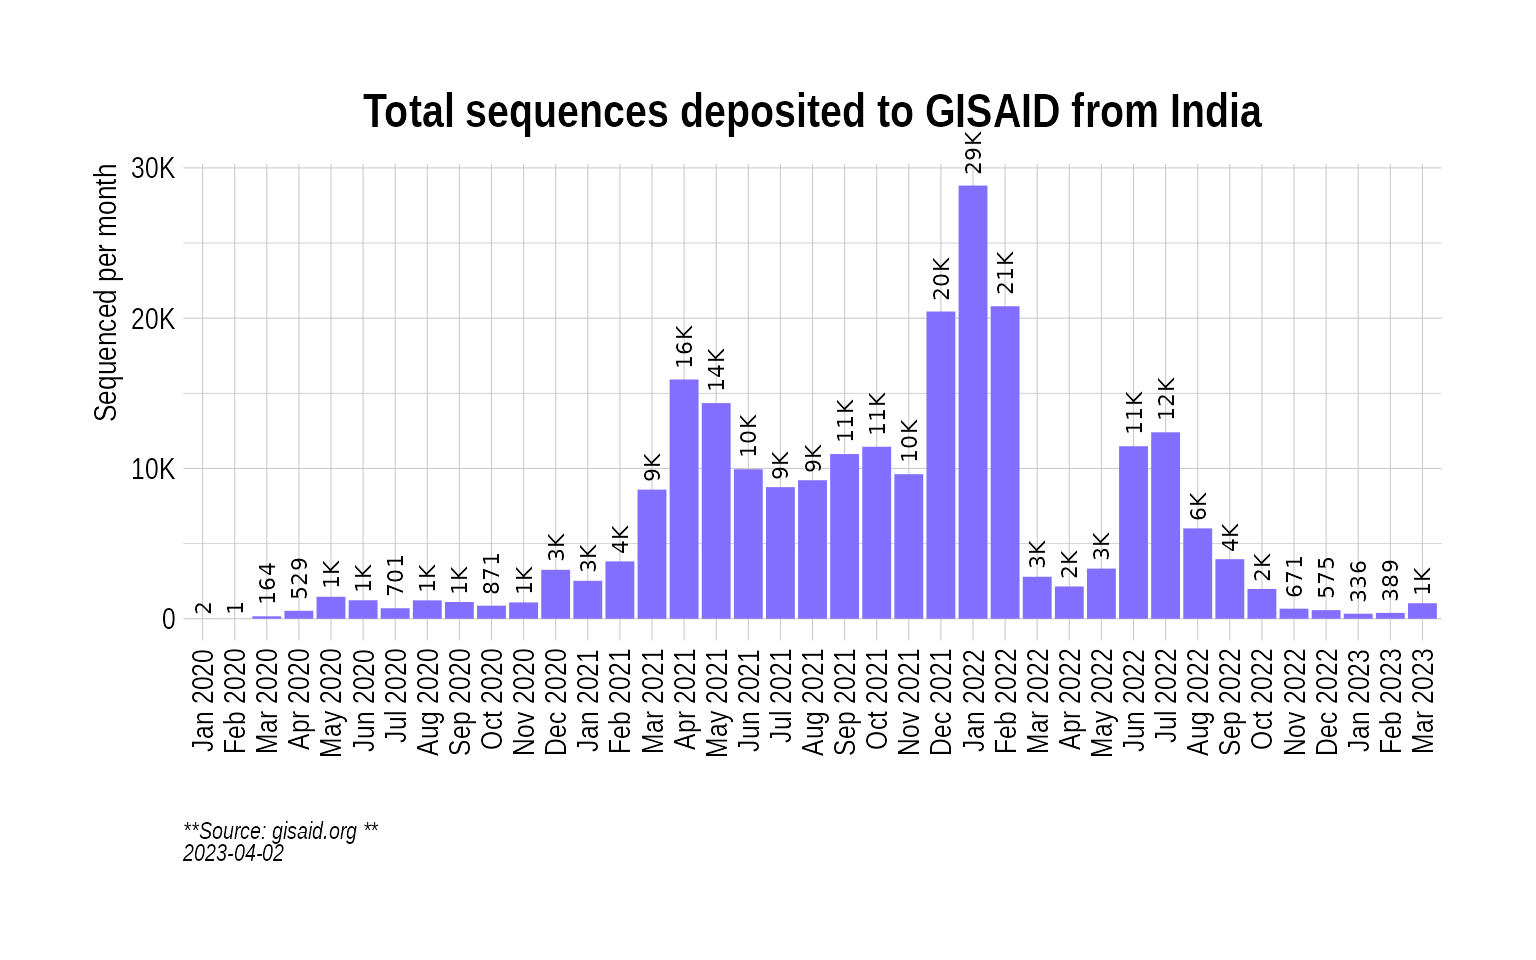 Total sequences deposited to GISAID from India
Sequenced per month
30K
20K
10K
0
2
1
164
529
1K
1K
701
1K
1K
871
1K
3K
3K
4K
9K
16K
14K
10K
9K
9K
11K
11K
10K
20K
29K
21K
3K
2K
3K
11K
12K
6K
4K
2K
671
575
336
389
1K
Jan 2020
Feb 2020
Mar 2020
Apr 2020
May 2020
Jun 2020
Jul 2020
Aug 2020
Sep 2020
Oct 2020
Nov 2020
Dec 2020
Jan 2021
Feb 2021
Mar 2021
Apr 2021
May 2021
Jun 2021
Jul 2021
Aug 2021
Sep 2021
Oct 2021
Nov 2021
Dec 2021
Jan 2022
Feb 2022
Mar 2022
Apr 2022
May 2022
Jun 2022
Jul 2022
Aug 2022
Sep 2022
Oct 2022
Nov 2022
Dec 2022
Jan 2023
Feb 2023
Mar 2023
**Source: gisaid.org **
2023-04-02